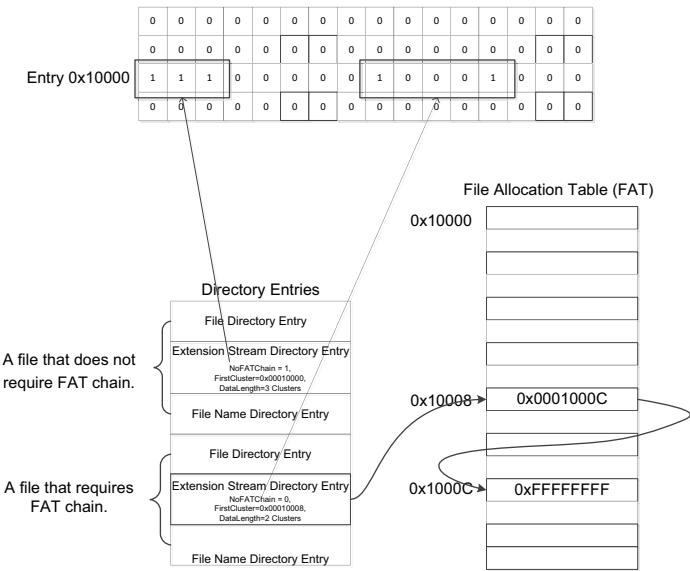 0 0 0 0 0 0 0 0 0 0 0 0 0 0 0 0
0 0 0 0 0 0 0 0 0 0 0 0 0 0 0 0
Entry 0x10000 1 1 1 0 0 0 0 0 1 0 0 0 1 0 0 0
0 0 0 0 0 0 0 0 0 0 0 0 0 0 0 0
File Allocation Table (FAT)
0x10000
Directory Entries
File Directory Entry
A file that does not
require FAT chain.
Extension Stream Directory Entry
NoFATChain = 1,
FirstCluster=0x00010000,
DataLength=3 Clusters
File Name Directory Entry
0x10008 0x0001000C
File Directory Entry
A file that requires
FAT chain.
Extension Stream Directory Entry
NoFATChain = 0,
FirstCluster=0x00010008,
DataLength=2 Clusters
0x1000C 0xFFFFFFFF
File Name Directory Entry